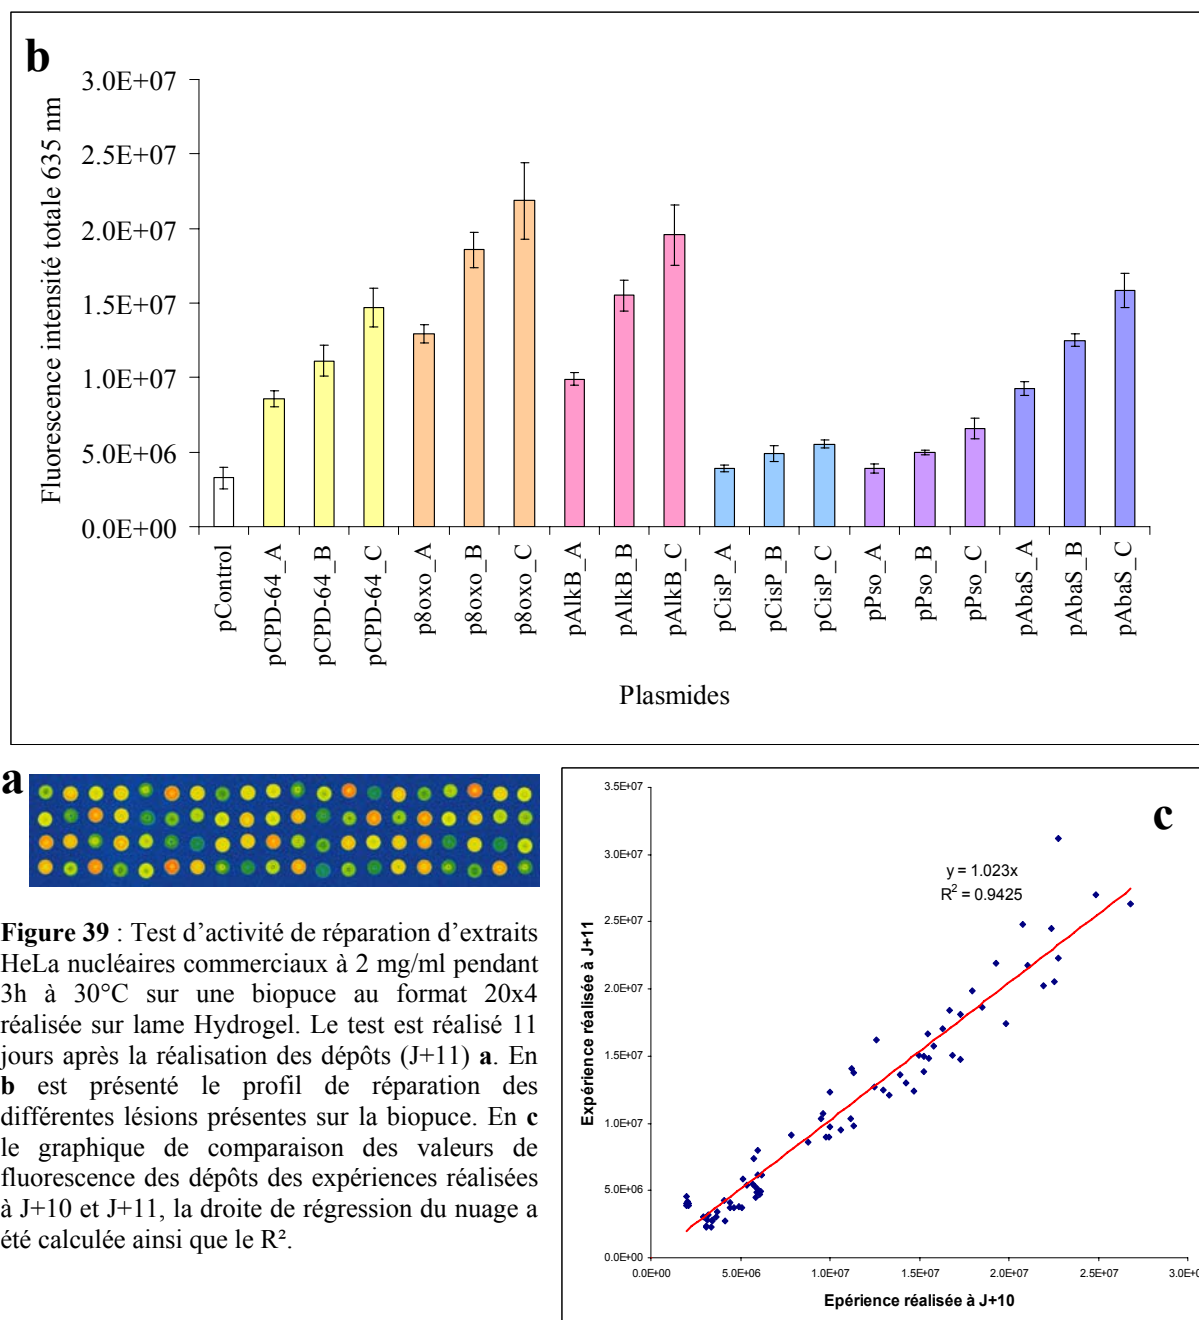 b
Fluorescence intensité totale 635 nm
3.0E+07
2.5E+07
2.0E+07
1.5E+07
1.0E+07
5.0E+06
0.0E+00
pControl
pCPD-64_A
pCPD-64_B
pCPD-64_C
p8oxo_A
p8oxo_B
p8oxo_C
pAlkB_A
pAlkB_B
pAlkB_C
pCisP_A
pCisP_B
pCisP_C
pPso_A
pPso_B
pPso_C
pAbaS_A
pAbaS_B
pAbaS_C
Plasmides
a
Figure 39 : Test d’activité de réparation d’extraits
HeLa nucléaires commerciaux à 2 mg/ml pendant
3h à 30°C sur une biopuce au format 20x4
réalisée sur lame Hydrogel. Le test est réalisé 11
jours après la réalisation des dépôts (J+11) a. En
b est présenté le profil de réparation des
différentes lésions présentes sur la biopuce. En c
le graphique de comparaison des valeurs de
fluorescence des dépôts des expériences réalisées
à J+10 et J+11, la droite de régression du nuage a
été calculée ainsi que le R².
c
y = 1.023x
R² = 0.9425
Expérience réalisée à J+11
3.5E+07
3.0E+07
2.5E+07
2.0E+07
1.5E+07
1.0E+07
5.0E+06
0.0E+00
0.0E+00
5.0E+06
1.0E+07
1.5E+07
2.0E+07
2.5E+07
3.0E+0
Epérience réalisée à J+10